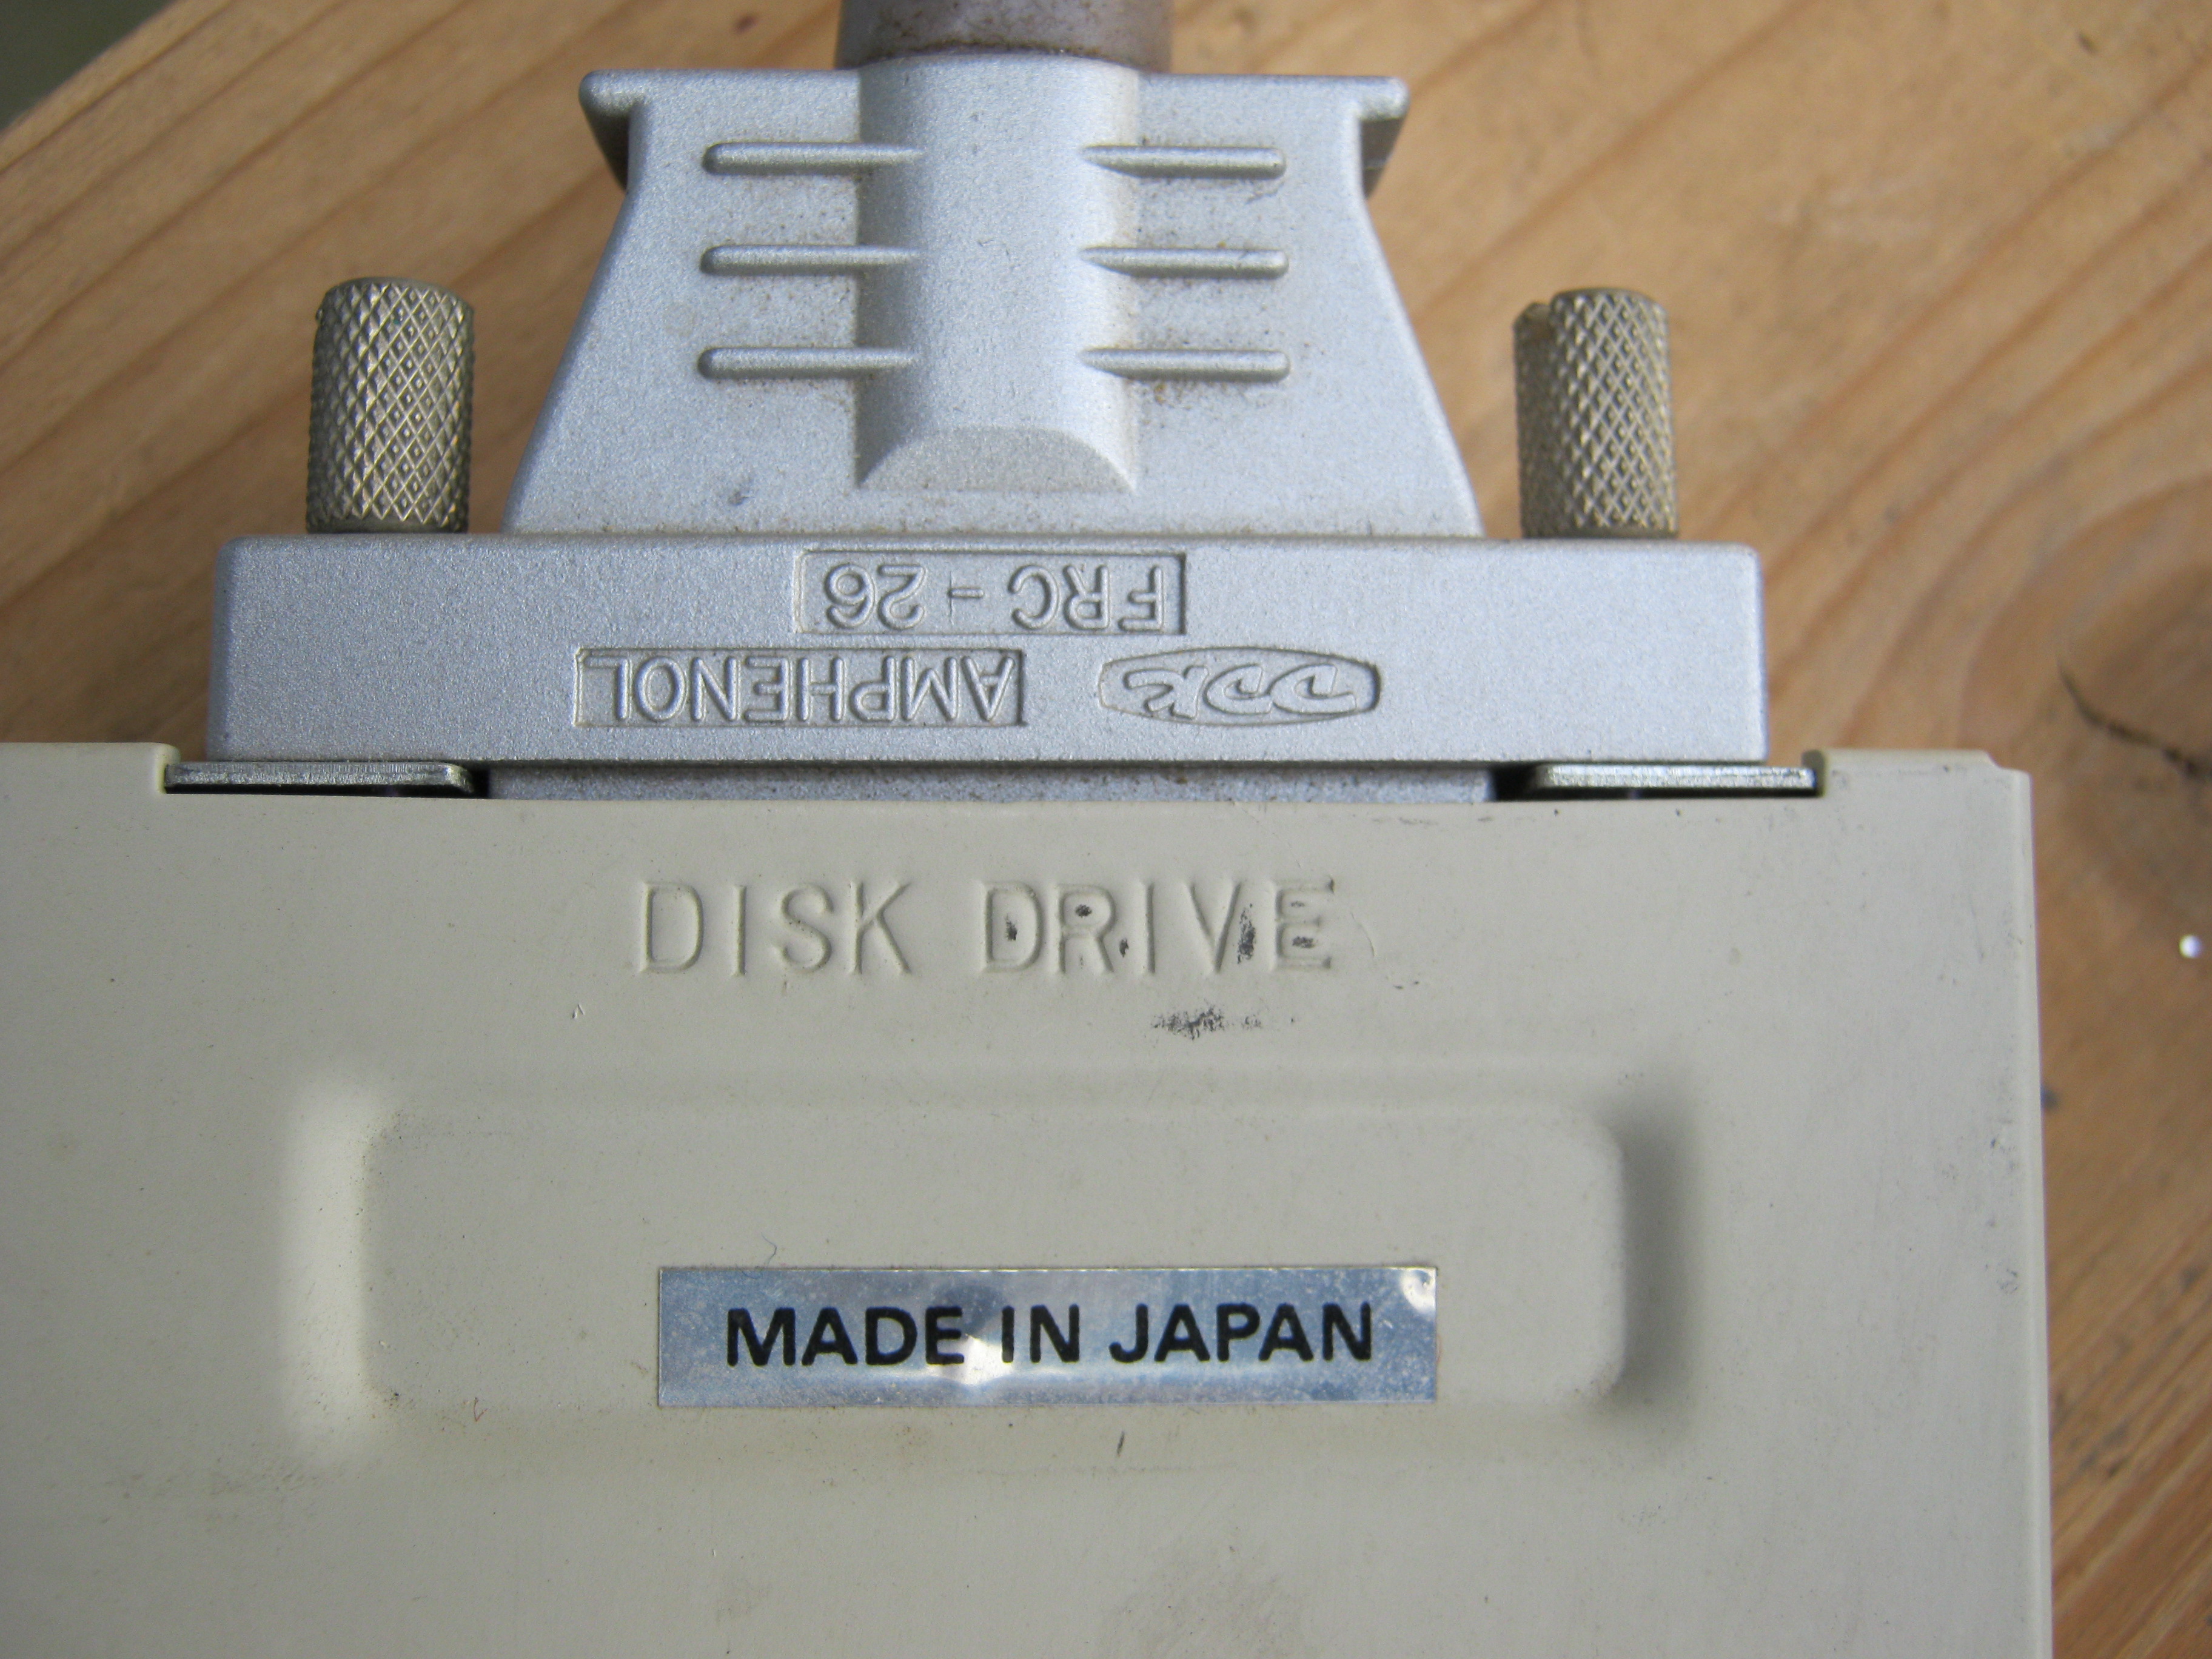 FRC-26
DDK AMPHENOL
DISK DRIVE
MADE IN JAPAN